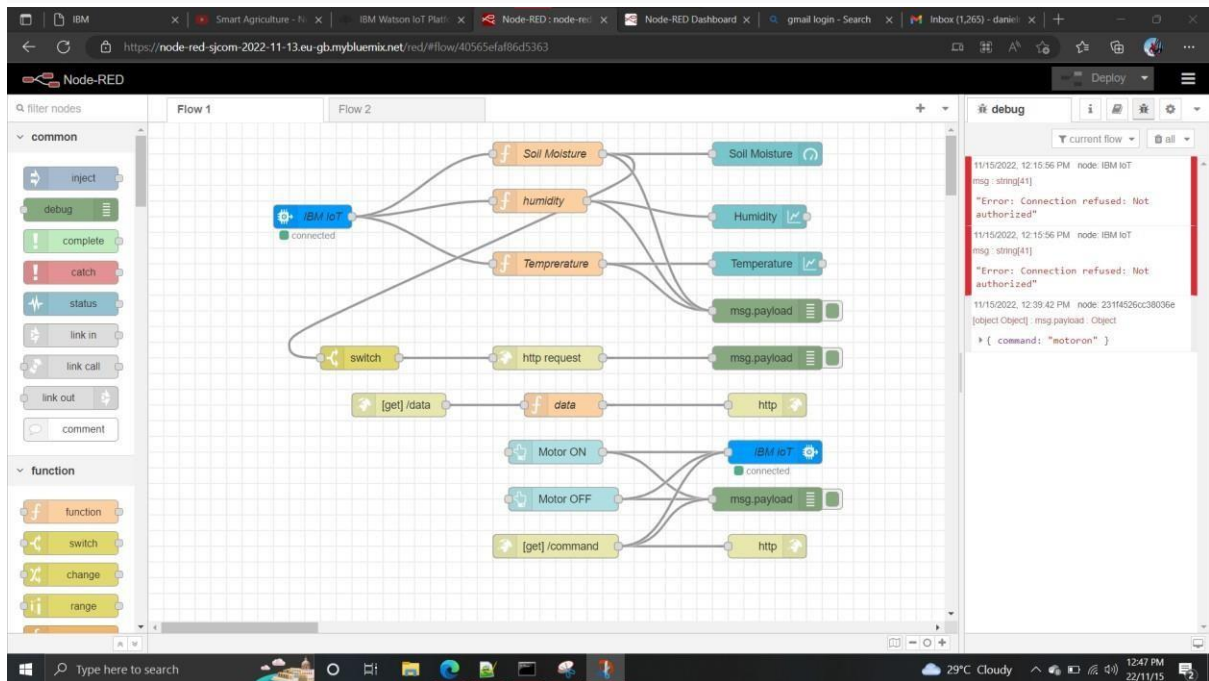 IBM
Smart Agriculture - N
IBM Watson IoT Platf
Node-RED : node-red
Node-RED Dashboard
gmail login - Search
Inbox (1,265) - daniel
https://node-red-sjcom-2022-11-13.eu-gb.mybluemix.net/red/#flow/40565efaf86d5363
Node-RED
Deploy
filter nodes
Flow 1
Flow 2
debug
i
current flow
all
common
inject
debug
complete
catch
status
link in
link call
link out
comment
function
function
switch
change
range
Soil Moisture
Soil Moisture
IBM IoT
connected
humidity
Humidity
Temprerature
Temperature
msg.payload
switch
http request
msg.payload
[get] /data
data
http
Motor ON
IBM IoT
connected
Motor OFF
msg.payload
[get] /command
http
11/15/2022, 12:15:56 PM node: IBM IoT
msg : string[41]
"Error: Connection refused: Not
authorized"
11/15/2022, 12:15:56 PM node: IBM IoT
msg : string[41]
"Error: Connection refused: Not
authorized"
11/15/2022, 12:39:42 PM node: 231f4526cc38036e
[object Object] : msg.payload : Object
{ command: "motoron" }
Type here to search
29°C Cloudy
12:47 PM
22/11/15